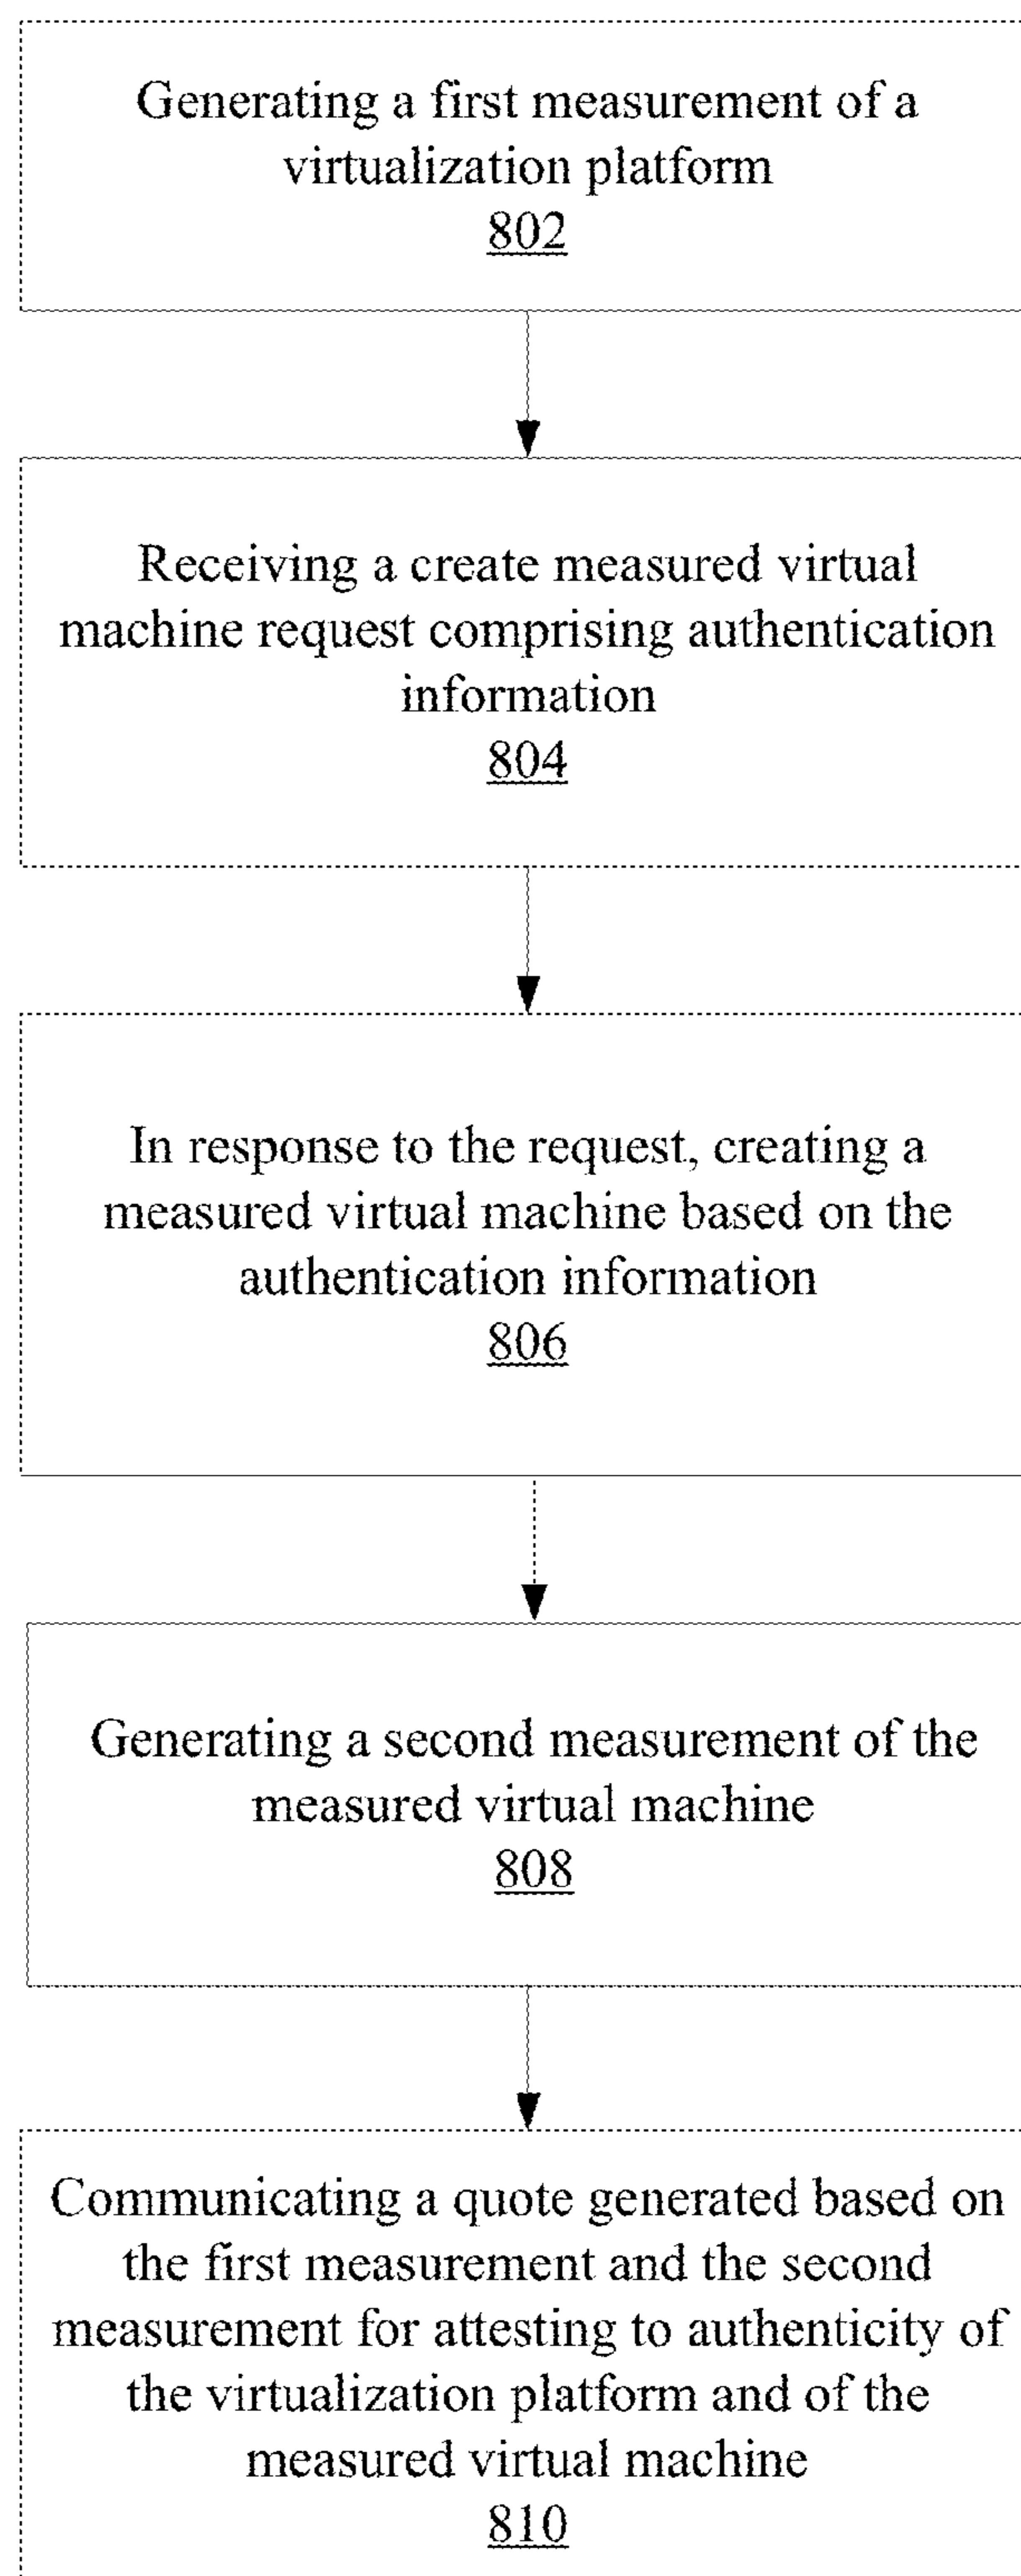 Generating a first measurement of a
virtualization platform
802
Receiving a create measured virtual
machine request comprising authentication
information
804
In response to the request, creating a
measured virtual machine based on the
authentication information
806
Generating a second measurement of the
measured virtual machine
808
Communicating a quote generated based on
the first measurement and the second
measurement for attesting to authenticity of
the virtualization platform and of the
measured virtual machine
810